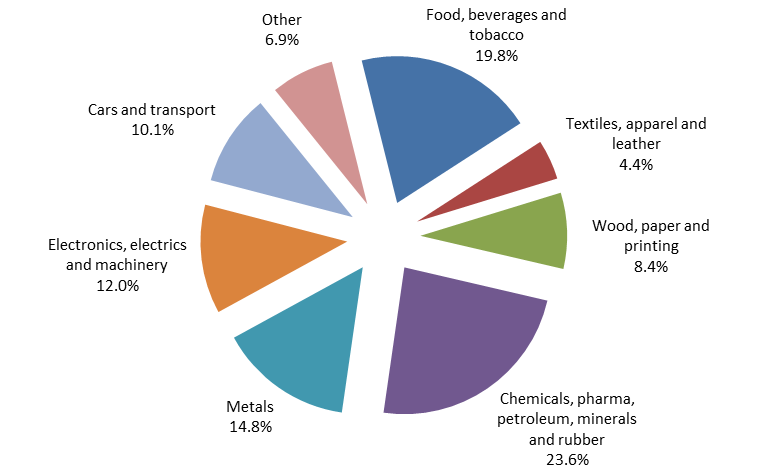 Other
6.9%
Food, beverages and
tobacco
19.8%
Textiles, apparel and
leather
4.4%
Wood, paper and
printing
8.4%
Chemicals, pharma,
petroleum, minerals
and rubber
23.6%
Metals
14.8%
Electronics, electrics
and machinery
12.0%
Cars and transport
10.1%